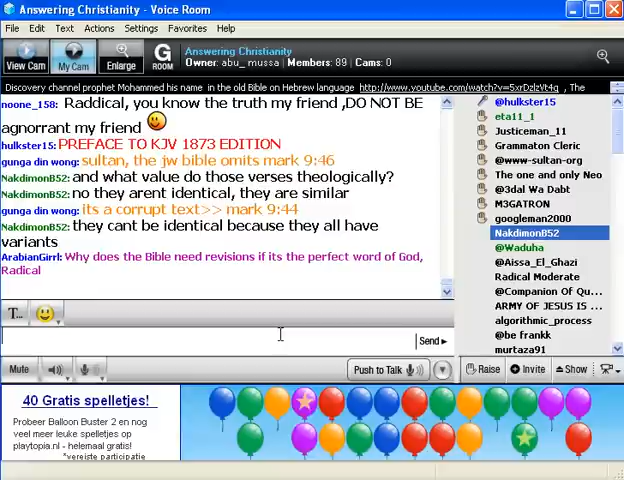 Answering Christianity - Voice Room
File Edit Text Actions Settings Favorites Help
View Cam My Cam Enlarge G ROOM
Answering Christianity
Owner: abu_ mussa | Members: 89 | Cams: 0
Discovery channel prophet Mohammed his name in the old Bible on Hebrew language http://www.youtube.com/watch?v=5xrDzlzVt4g , The
noone_158: Raddical, you know the truth my friend ,DO NOT BE
agnorrant my friend
hulkster15: PREFACE TO KJV 1873 EDITION
gunga din wong: sultan, the jw bible omits mark 9:46
NakdimonB52: and what value do those verses theologically?
NakdimonB52: no they arent identical, they are similar
gunga din wong: its a corrupt text>> mark 9:44
NakdimonB52: they cant be identical because they all have
variants
ArabianGirrl: Why does the Bible need revisions if its the perfect word of God,
Radical
@hulkster15
eta11_1
Justiceman_11
Grammaton Cleric
@www-sultan-org
The one and only Neo
@3dal Wa Dabt
M3GATRON
googleman2000
NakdimonB52
@Waduha
@Aissa_El_Ghazi
Radical Moderate
@Companion Of Qu...
ARMY OF JESUS IS ...
algorithmic_process
@be frankk
murtaza91
T...
Send
Mute Push to Talk Raise Invite Show
40 Gratis spelletjes!
Probeer Balloon Buster 2 en nog
veel meer leuke spelletjes op
playtopia.nl - helemaal gratis!
*vereiste participatie